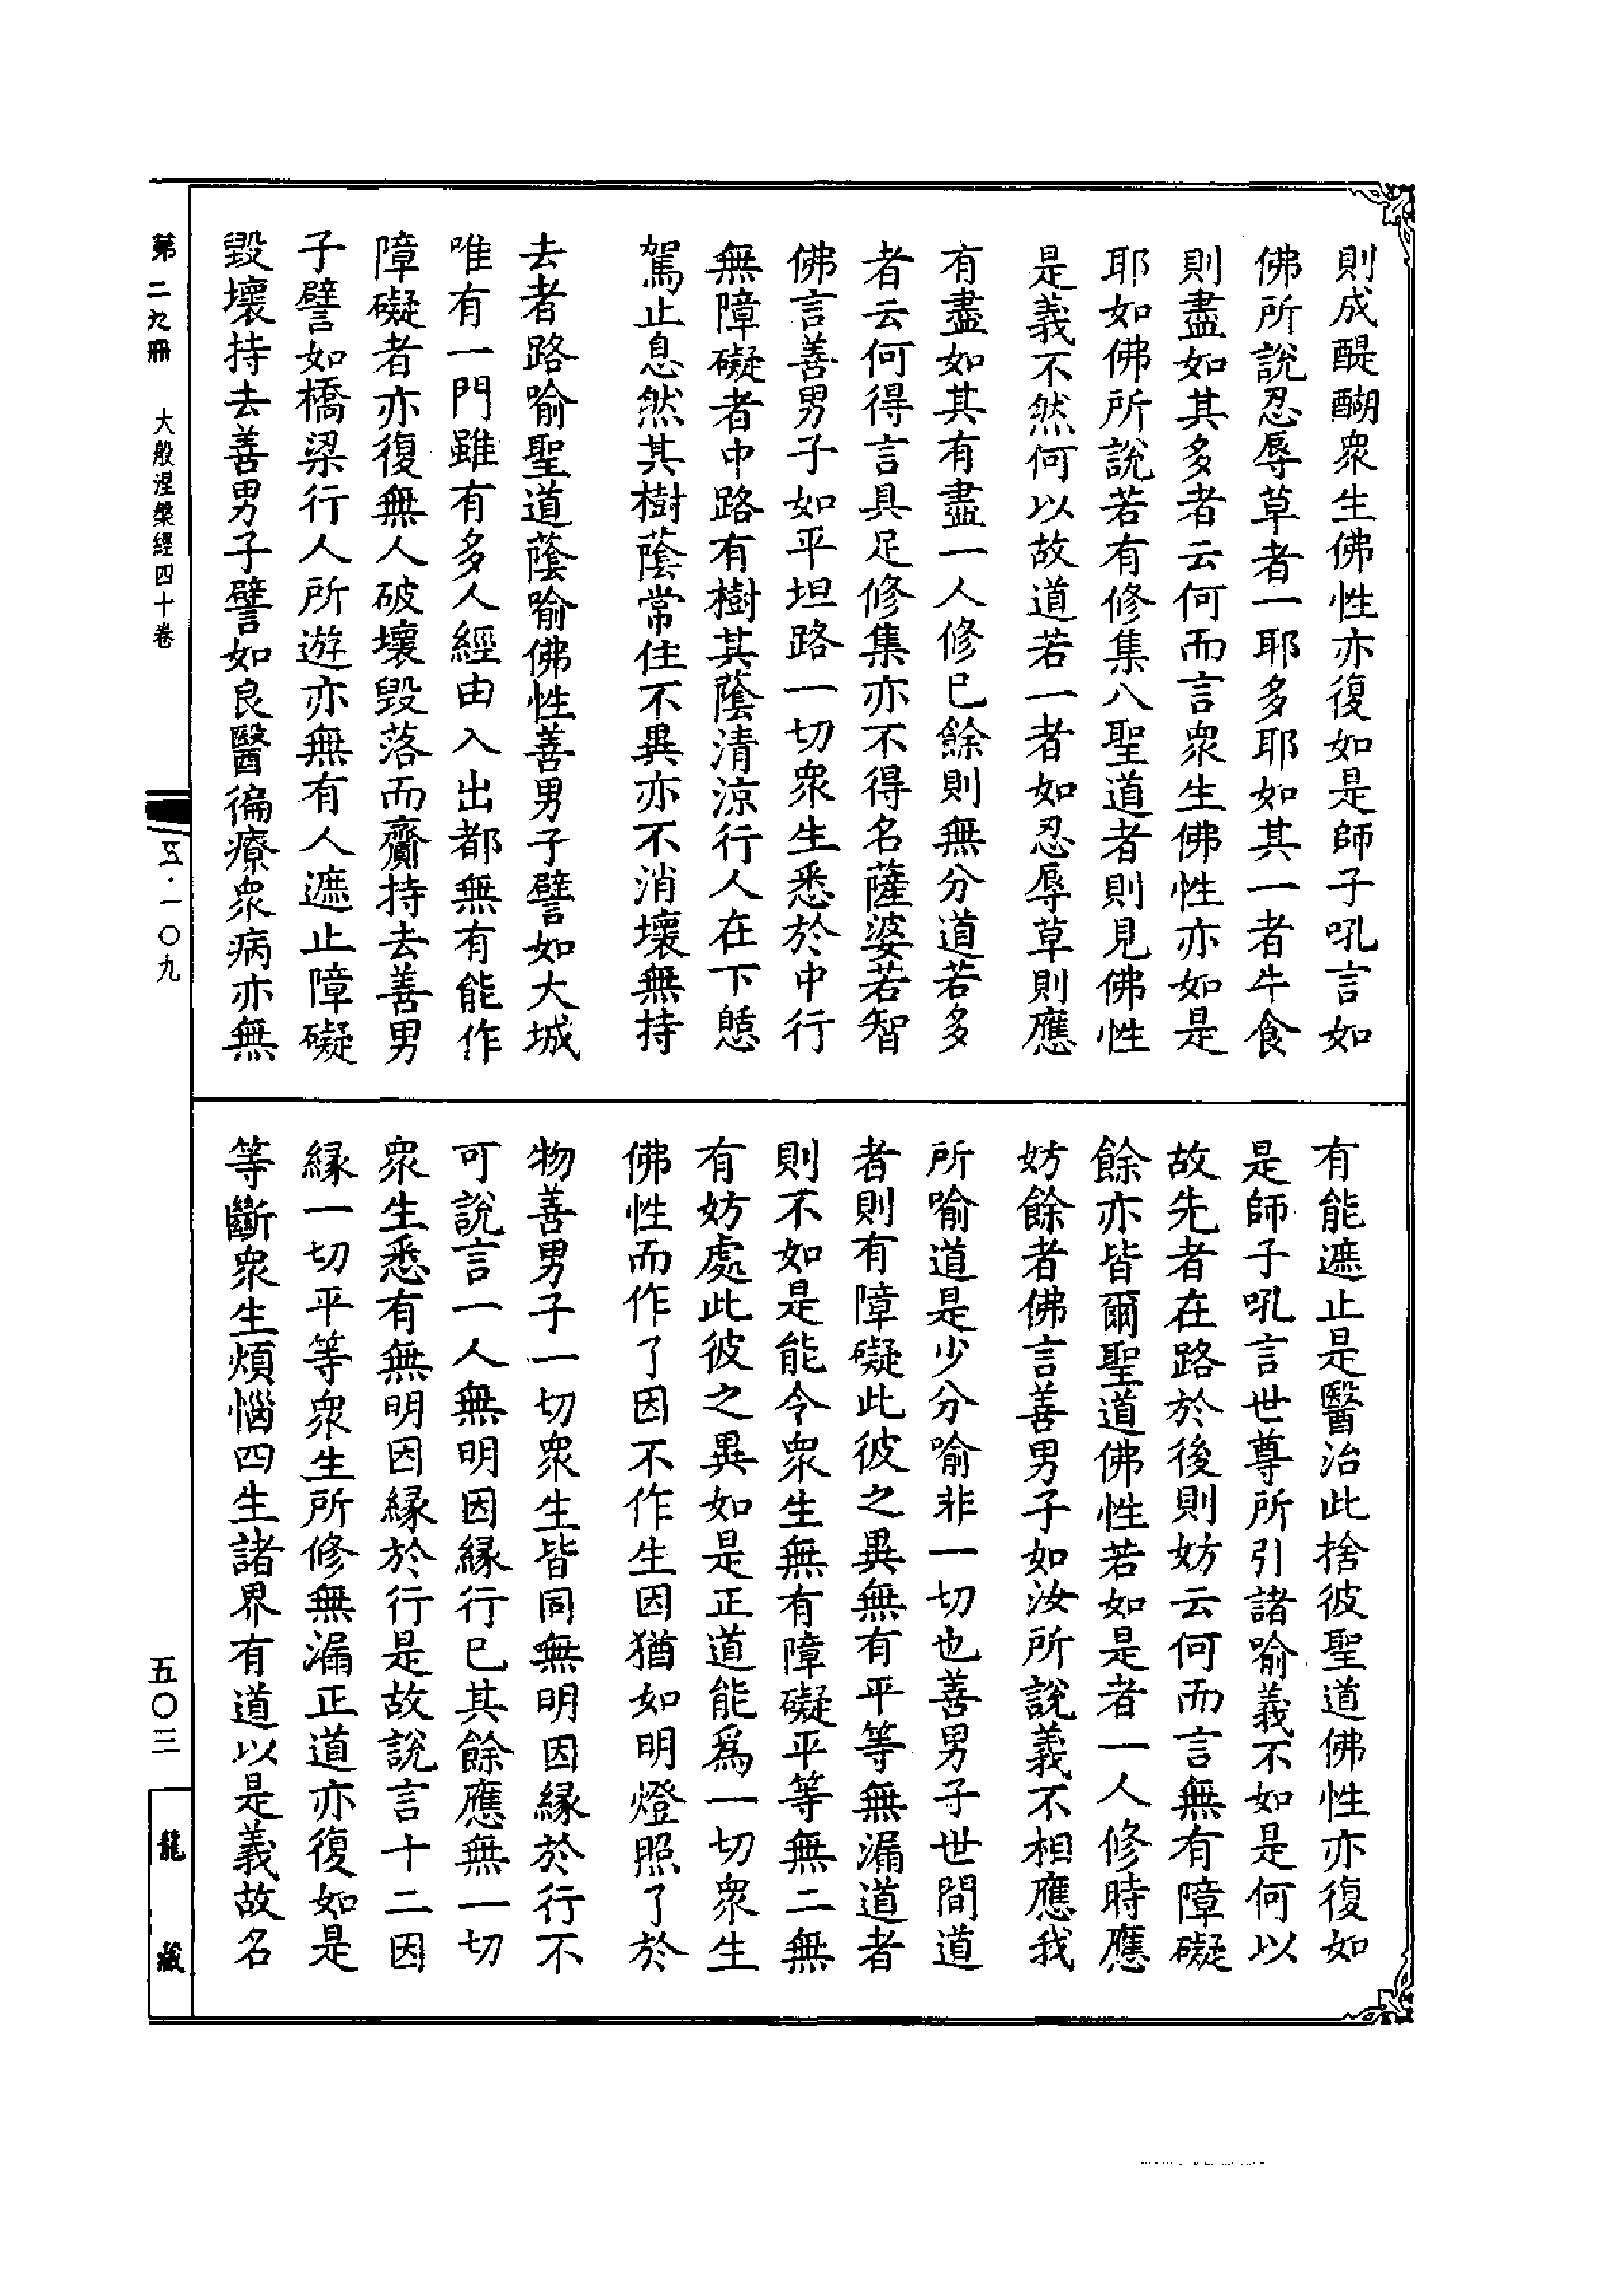 則成醍醐眾生佛性亦復如是師子吼言如
佛所說忍辱草者一耶多耶如其一者牛食
則盡如其多者云何而言眾生佛性亦如是
耶如佛所說若有修集八聖道者則見佛性
是義不然何以故道若一者如忍辱草則應
有盡如其有盡一人修已餘則無分道若多
者云何得言具足修集亦不得名薩婆若智
佛言善男子如平坦路一切眾生悉於中行
無障礙者中路有樹其蔭清涼行人在下憩
駕止息然其樹蔭常住不異亦不消壞無持
去者路喻聖道蔭喻佛性善男子譬如大城
唯有一門雖有多人經由入出都無有能作
障礙者亦復無人破壞毀落而齎持去善男
子譬如橋梁行人所遊亦無有人遮止障礙
毀壞持去善男子譬如良醫徧療眾病亦無
有能遮止是醫治此捨彼聖道佛性亦復如
是師子吼言世尊所引諸喻義不如是何以
故先者在路於後則妨云何而言無有障礙
餘亦皆爾聖道佛性若如是者一人修時應
妨餘者佛言善男子如汝所說義不相應我
所喻道是少分喻非一切也善男子世間道
者則有障礙此彼之異無有平等無漏道者
則不如是能令眾生無有障礙平等無二無
有妨處此彼之異如是正道能為一切眾生
佛性而作了因不作生因猶如明燈照了於
物善男子一切眾生皆同無明因緣於行不
可說言一人無明因緣行已其餘應無一切
眾生悉有無明因緣於行是故說言十二因
緣一切平等眾生所修無漏正道亦復如是
等斷眾生煩惱四生諸界有道以是義故名
第二九冊 大般涅槃經四十卷
五·一〇九
五〇三
龍藏